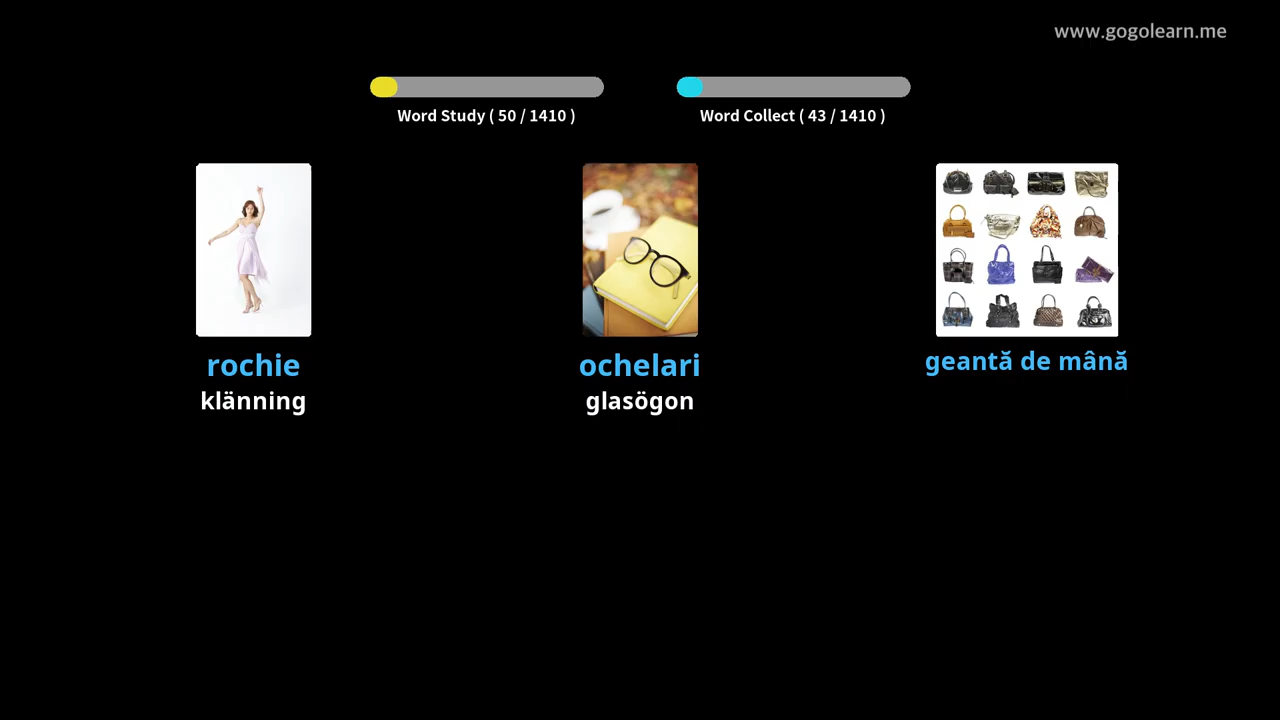 www.gogolearn.me
Word Study ( 50 / 1410 )
Word Collect ( 43 / 1410 )
rochie
klänning
ochelari
glasögon
geantă de mână